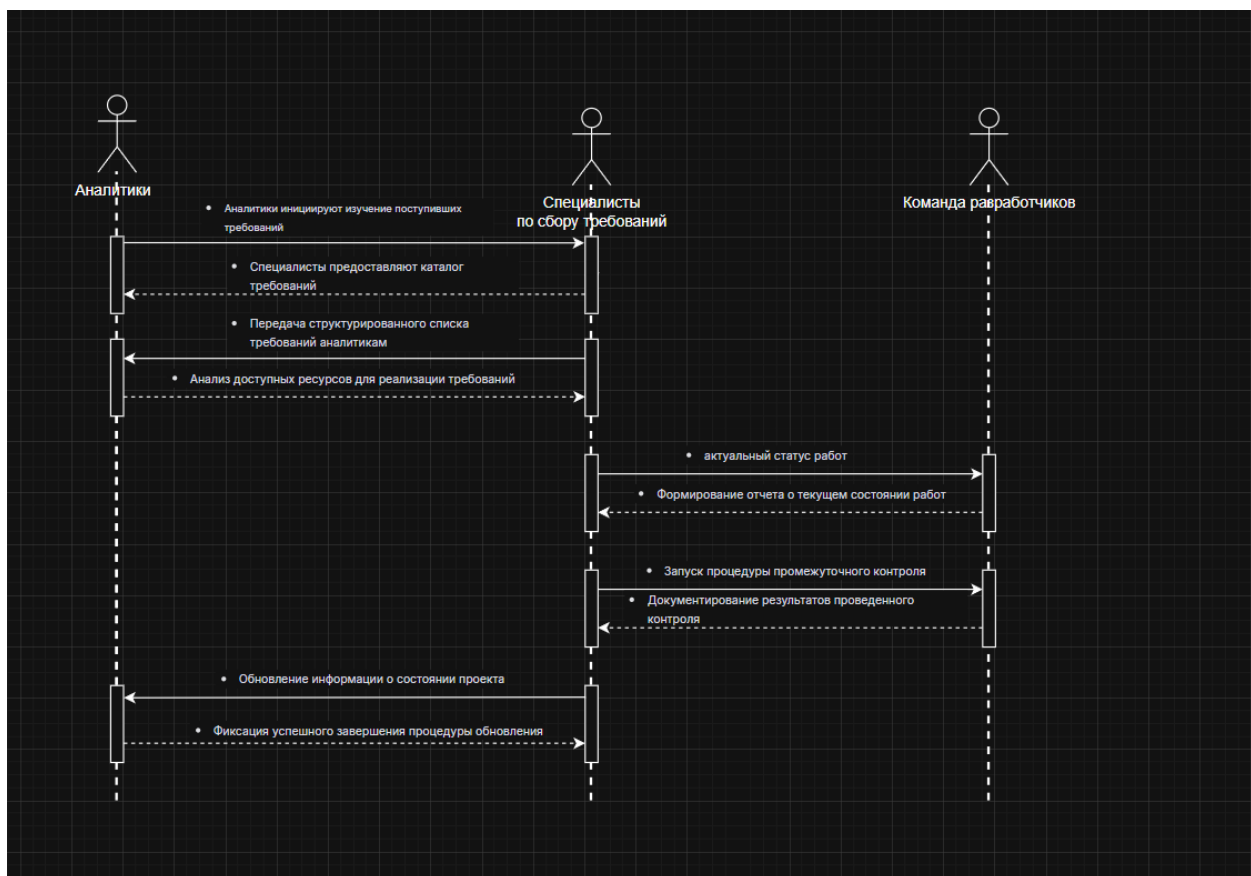 Аналитики
Специалисты
по сбору требований
Команда разработчиков
• Аналитики инициируют изучение поступивших
требований
• Специалисты предоставляют каталог
требований
• Передача структурированного списка
требований аналитикам
• Анализ доступных ресурсов для реализации требований
• актуальный статус работ
• Формирование отчета о текущем состоянии работ
• Запуск процедуры промежуточного контроля
• Документирование результатов проведенного
контроля
• Обновление информации о состоянии проекта
• Фиксация успешного завершения процедуры обновления